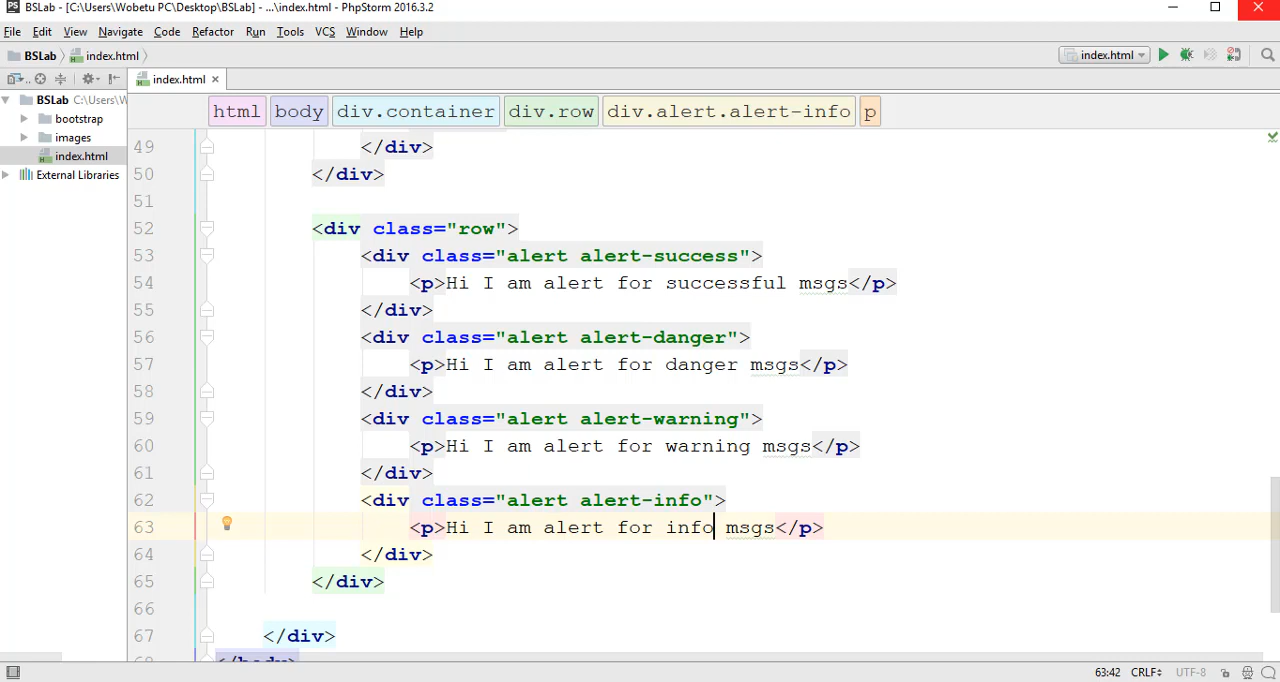 BSLab - [C:\Users\Wobetu PC\Desktop\BSLab] - ...\index.html - PhpStorm 2016.3.2
File Edit View Navigate Code Refactor Run Tools VCS Window Help
BSLab index.html index.html
index.html
BSLab C:\Users\W
html body div.container div.row div.alert.alert-info p
bootstrap
images
index.html
External Libraries
49 </div>
50 </div>
51
52 <div class="row">
53 <div class="alert alert-success">
54 <p>Hi I am alert for successful msgs</p>
55 </div>
56 <div class="alert alert-danger">
57 <p>Hi I am alert for danger msgs</p>
58 </div>
59 <div class="alert alert-warning">
60 <p>Hi I am alert for warning msgs</p>
61 </div>
62 <div class="alert alert-info">
63 <p>Hi I am alert for info msgs</p>
64 </div>
65 </div>
66
67 </div>
68 </body>
63:42 CRLF UTF-8